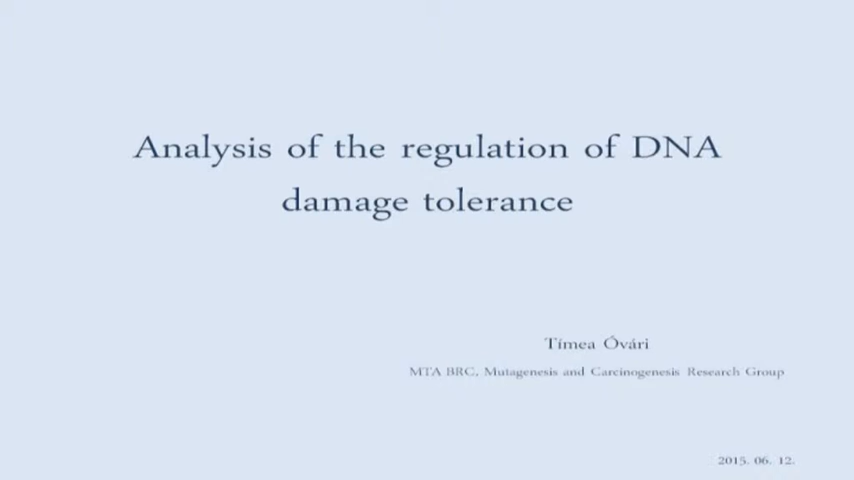 Analysis of the regulation of DNA
damage tolerance
Tímea Óvári
MTA BRC, Mutagenesis and Carcinogenesis Research Group
2015. 06. 12.